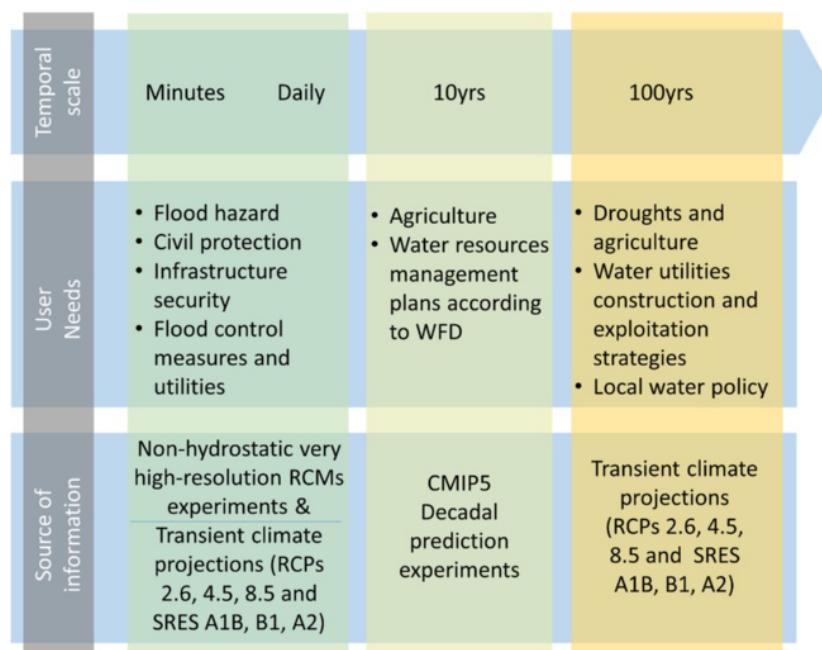 Temporal
scale
Minutes Daily
10yrs
100yrs
User
Needs
• Flood hazard
• Civil protection
• Infrastructure
security
• Flood control
measures and
utilities
• Agriculture
• Water resources
management
plans according
to WFD
• Droughts and
agriculture
• Water utilities
construction and
exploitation
strategies
• Local water policy
Source of
information
Non-hydrostatic very
high-resolution RCMs
experiments &
Transient climate
projections (RCPs
2.6, 4.5, 8.5 and
SRES A1B, B1, A2)
CMIP5
Decadal
prediction
experiments
Transient climate
projections
(RCPs 2.6, 4.5,
8.5 and SRES
A1B, B1, A2)